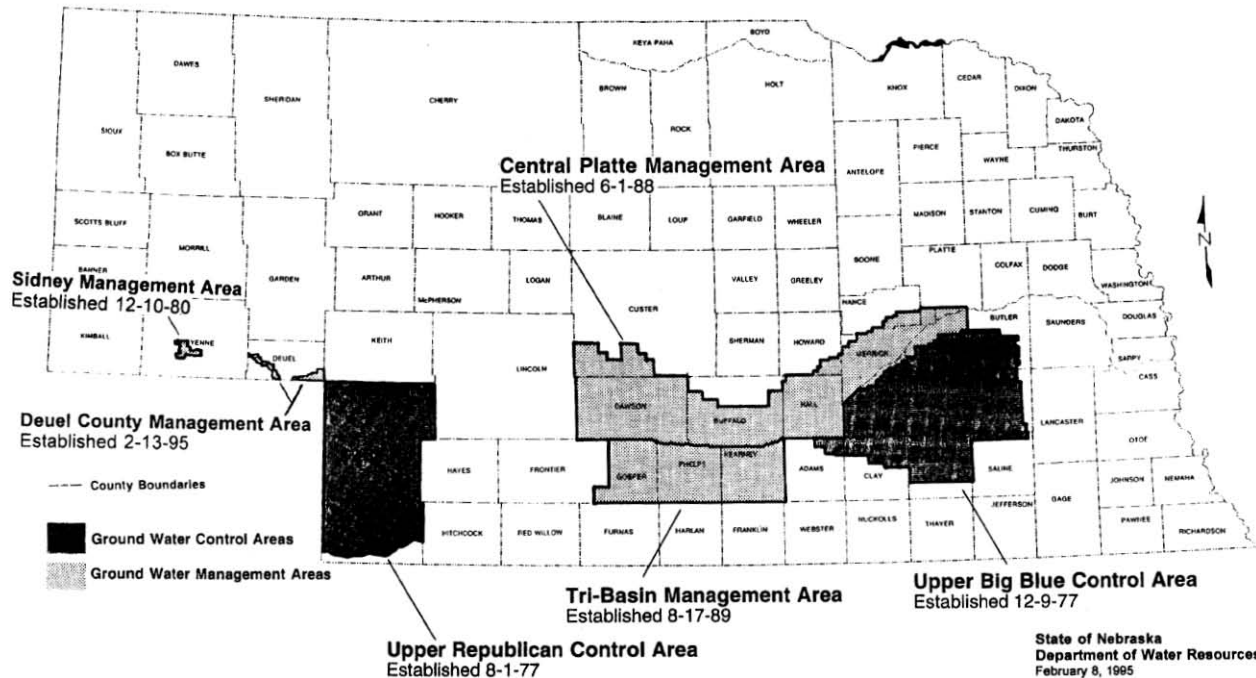 KEYA PAHA
BOYD
DAWES
SHERIDAN
CHERRY
BROWN
ROCK
HOLT
KNOX
CEDAR
DIXON
DAKOTA
SIOUX
BOX BUTTE
Central Platte Management Area
Established 6-1-88
ANTELOPE
PIERCE
WAYNE
THURSTON
SCOTTS BLUFF
MORRILL
GRANT
HOOKER
THOMAS
BLAINE
LOUP
GARFIELD
WHEELER
MADISON
STANTON
CUMING
BURT
N
BANNER
GARDEN
ARTHUR
McPHERSON
LOGAN
CUSTER
VALLEY
GREELEY
BOONE
PLATTE
COLFAX
DODGE
WASHINGTON
Sidney Management Area
Established 12-10-80
NANCE
KIMBALL
YENNE
DEUEL
KEITH
LINCOLN
SHERMAN
HOWARD
MERRICK
BUTLER
SAUNDERS
DOUGLAS
SARPY
CASS
Deuel County Management Area
Established 2-13-95
DAWSON
BUFFALO
HALL
LANCASTER
OTOE
County Boundaries
HAYES
FRONTIER
GOSPER
PHELPS
KEARNEY
ADAMS
CLAY
SALINE
GAGE
JOHNSON
NEMAHA
Ground Water Control Areas
Ground Water Management Areas
HITCHCOCK
RED WILLOW
FURNAS
HARLAN
FRANKLIN
WEBSTER
NUCKOLLS
THAYER
JEFFERSON
PAWNEE
RICHARDSON
Tri-Basin Management Area
Established 8-17-89
Upper Big Blue Control Area
Established 12-9-77
Upper Republican Control Area
Established 8-1-77
State of Nebraska
Department of Water Resources
February 8, 1995